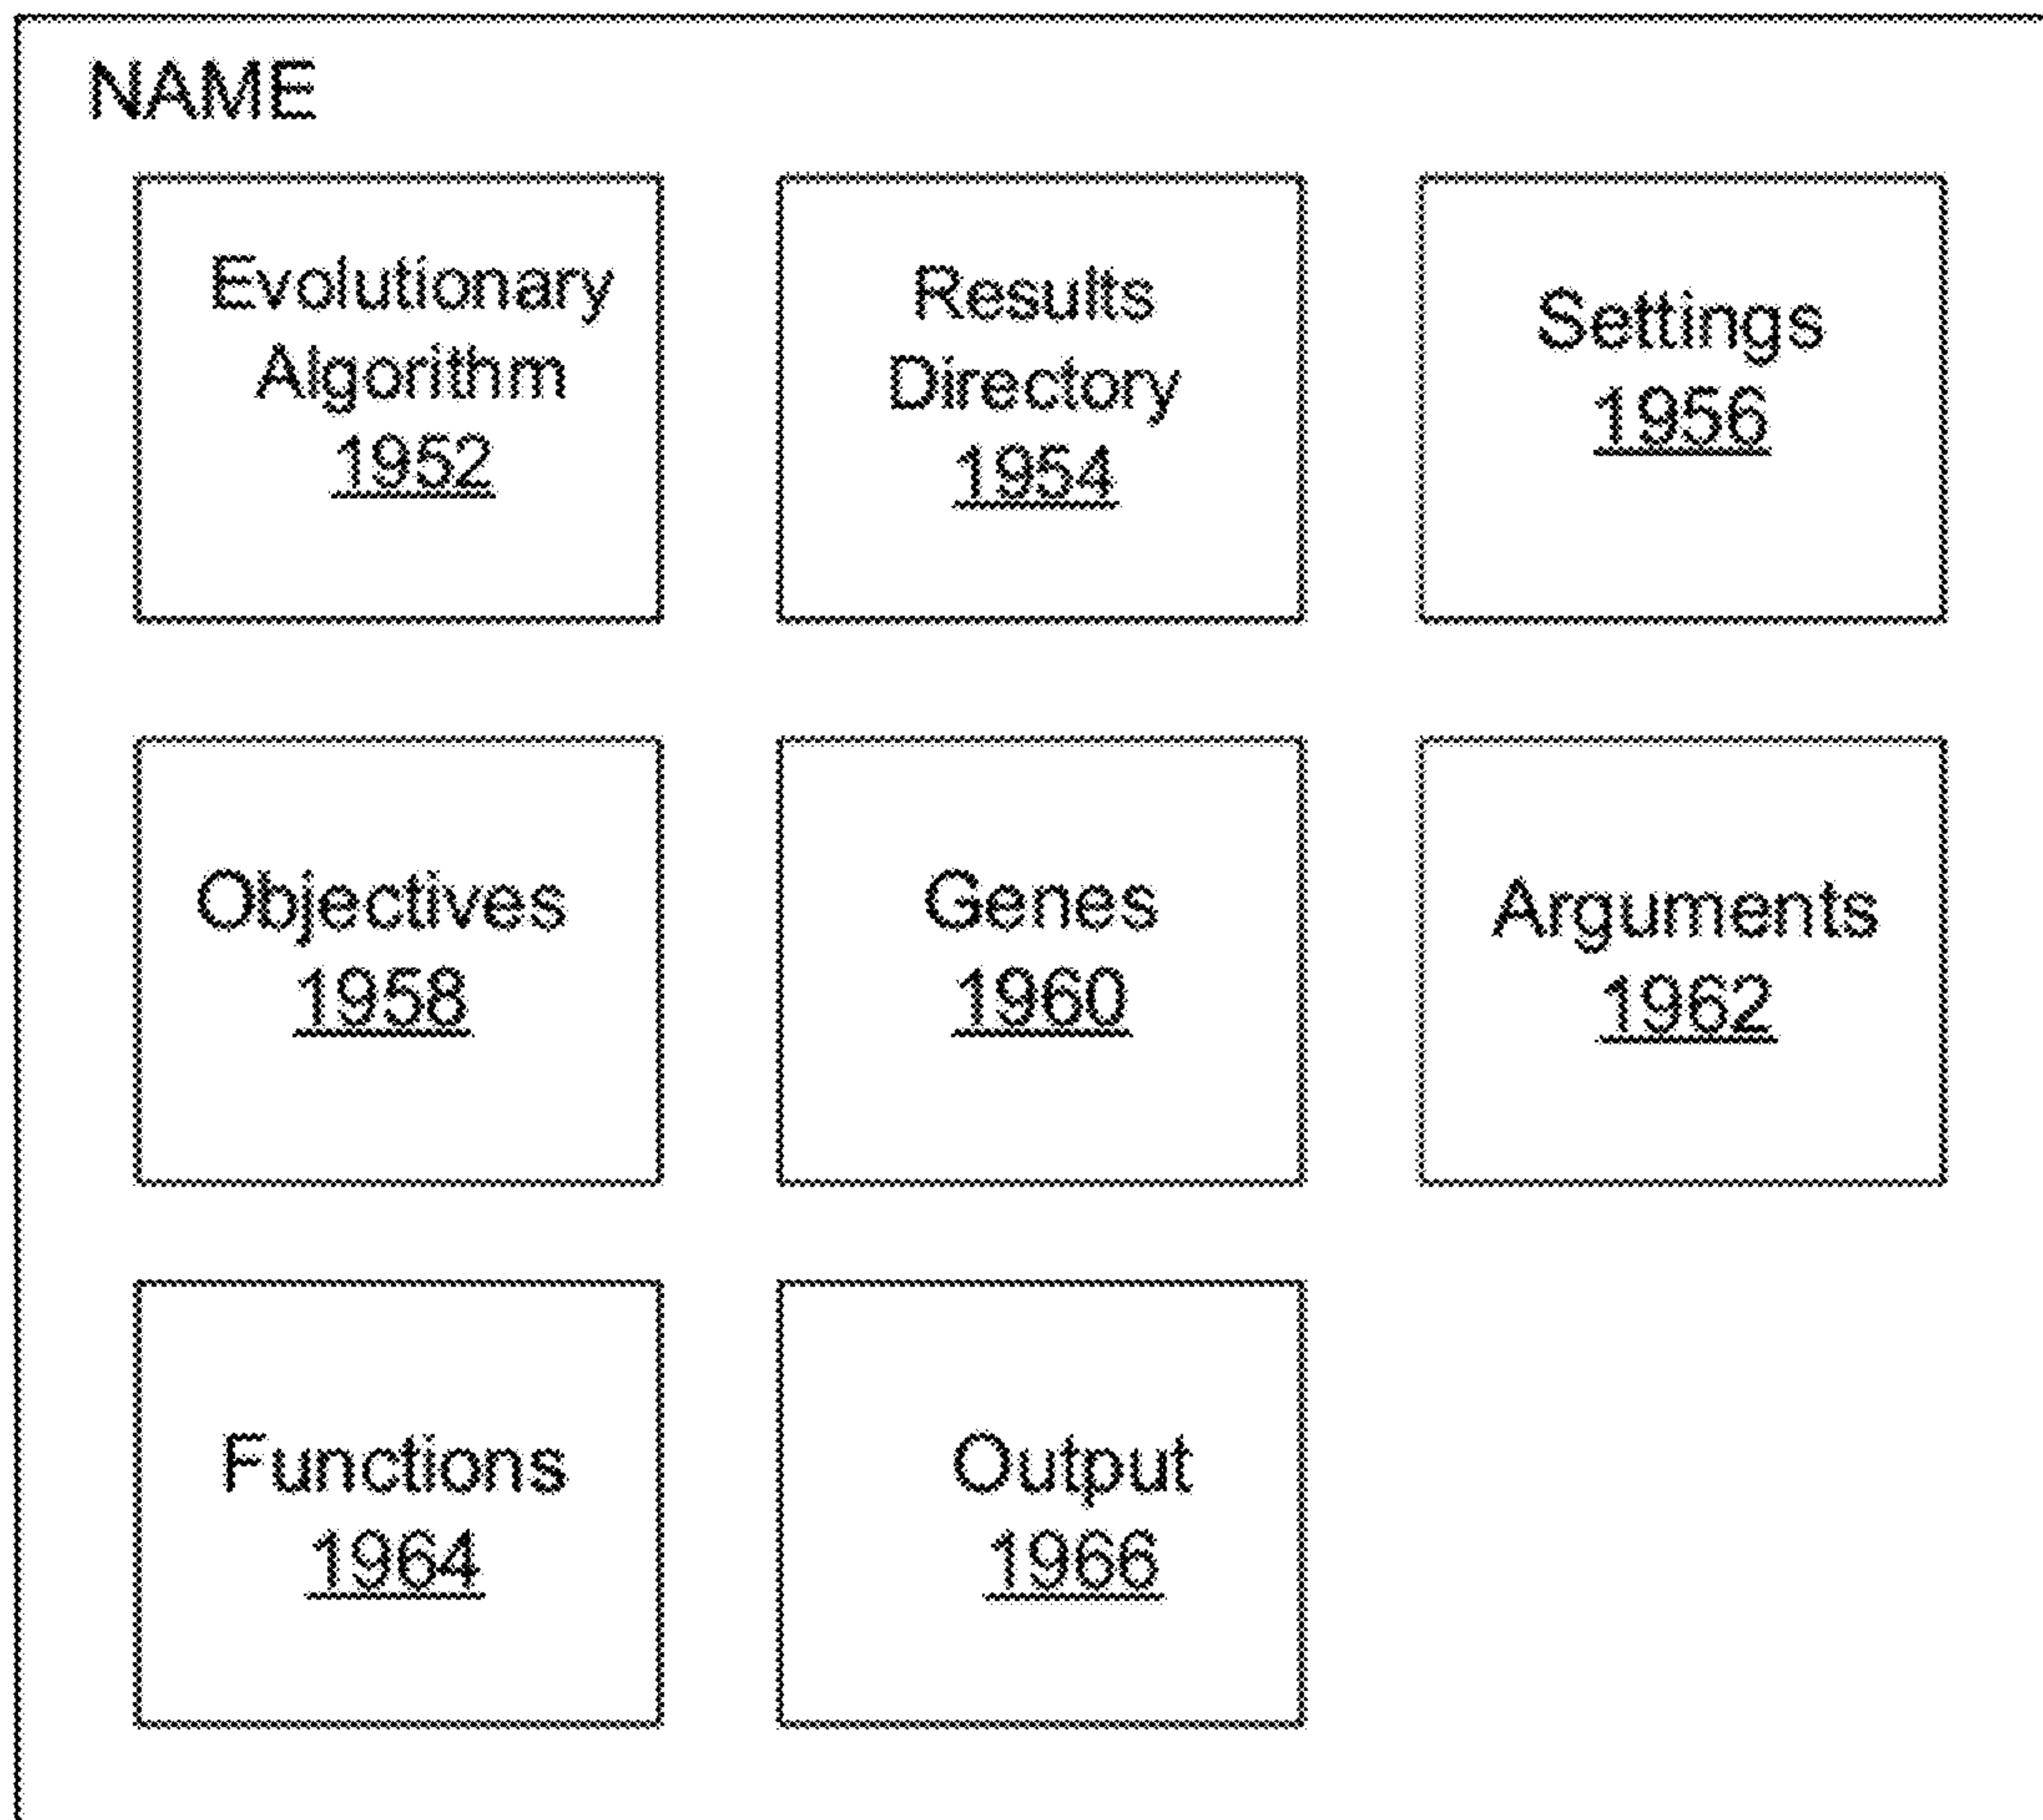 NAME
Evolutionary
Algorithm
1952
Results
Directory
1954
Settings
1956
Objectives
1958
Genes
1960
Arguments
1962
Functions
1964
Output
1966